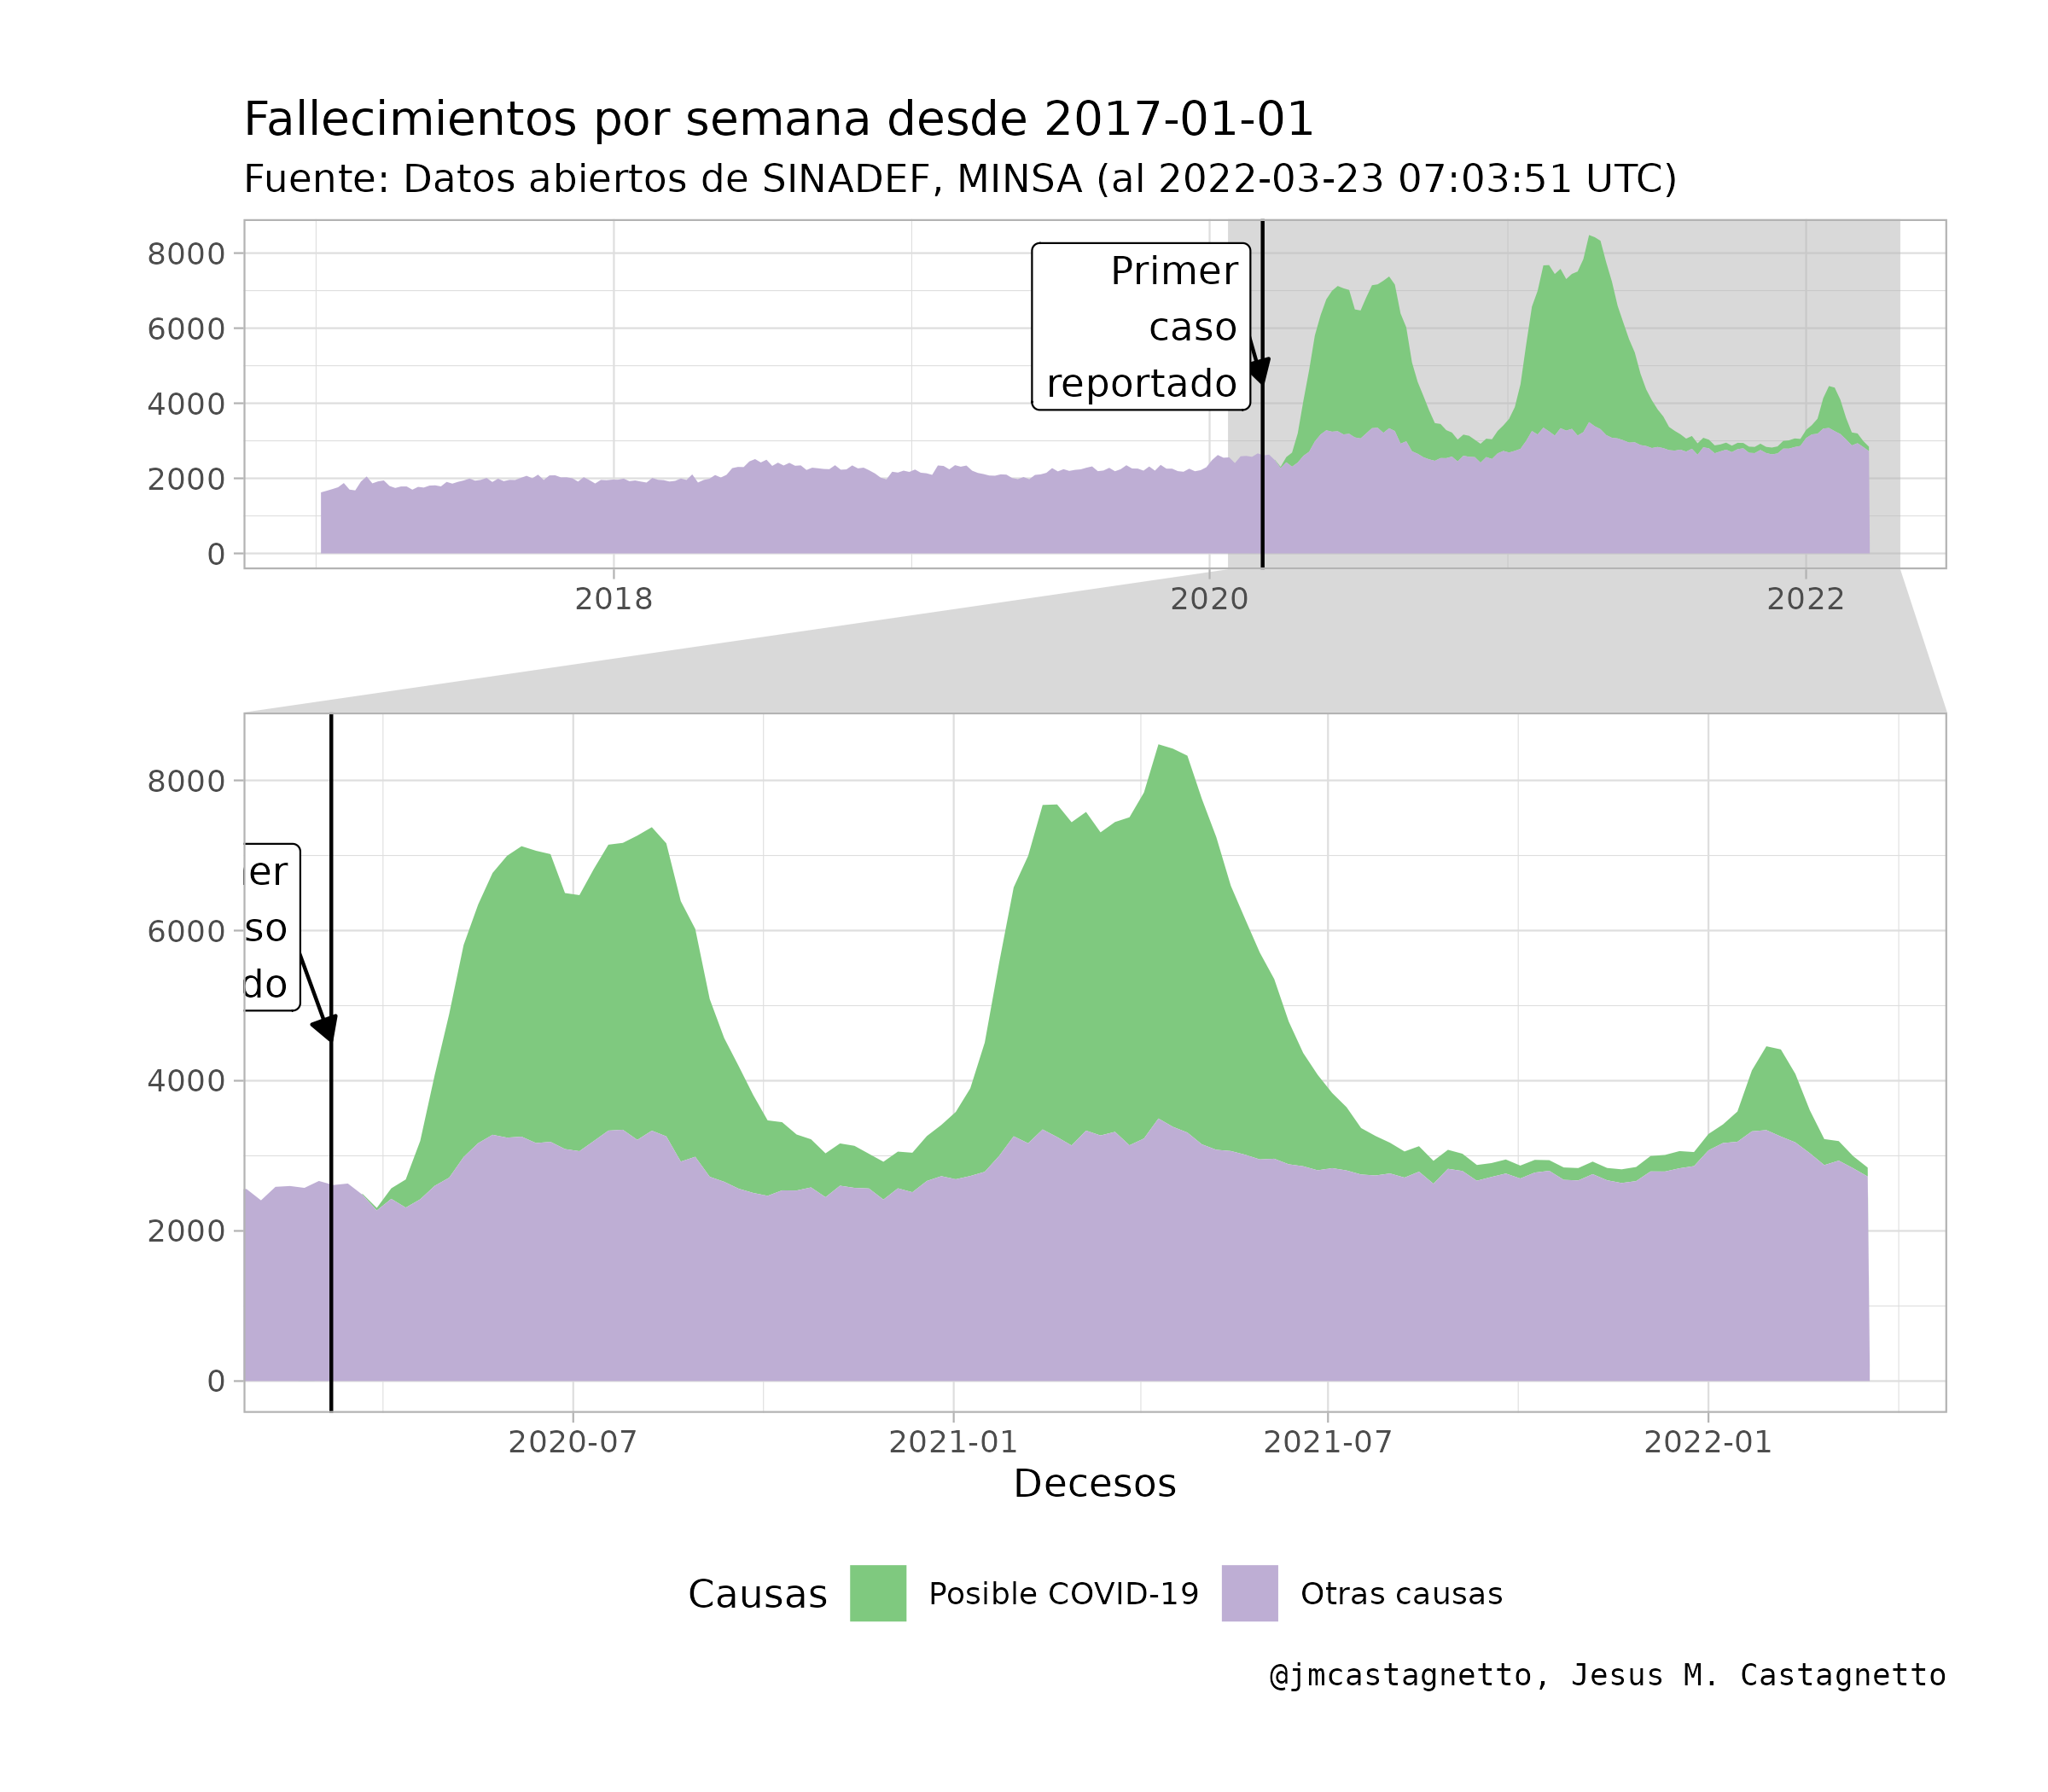 Fallecimientos por semana desde 2017-01-01
Fuente: Datos abiertos de SINADEF, MINSA (al 2022-03-23 07:03:51 UTC)
8000
6000
4000
2000
0
Primer
caso
reportado
2018
2020
2022
8000
6000
4000
2000
0
er
so
do
2020-07
2021-01
2021-07
2022-01
Decesos
Causas
Posible COVID-19
Otras causas
@jmcastagnetto, Jesus M. Castagnetto